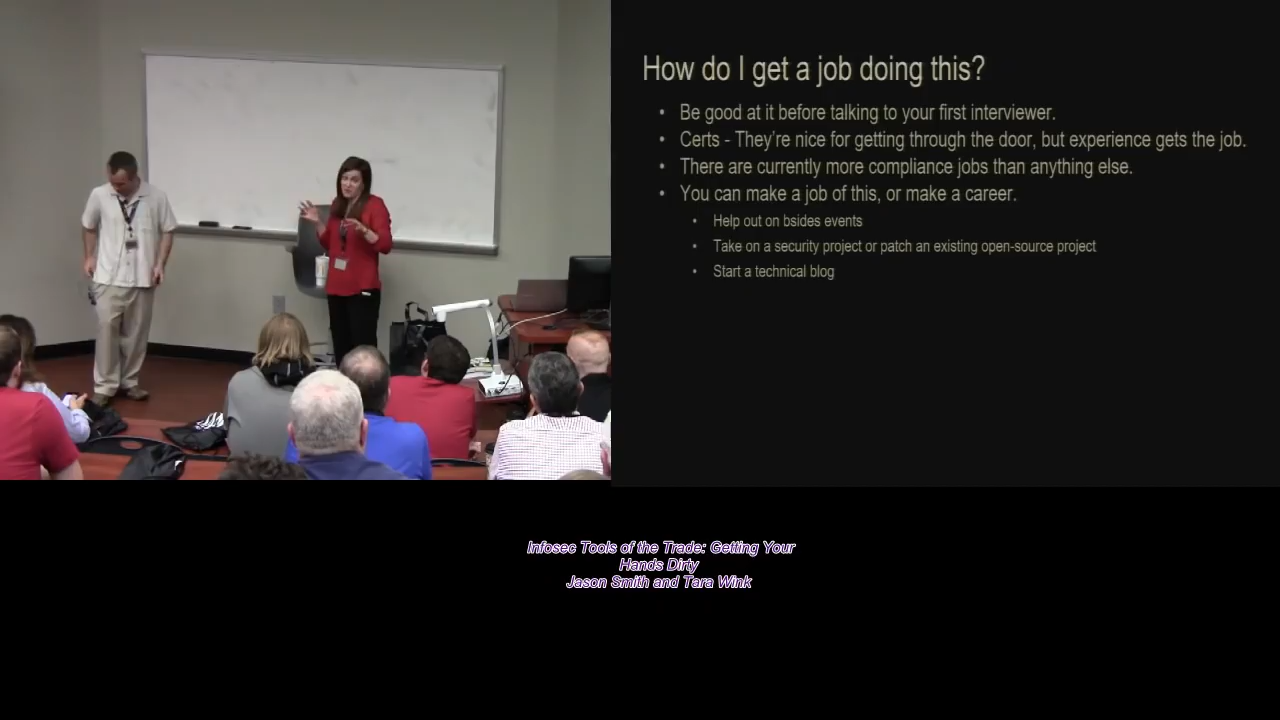 How do I get a job doing this?
• Be good at it before talking to your first interviewer.
• Certs - They're nice for getting through the door, but experience gets the job.
• There are currently more compliance jobs than anything else.
• You can make a job of this, or make a career.
• Help out on bsides events
• Take on a security project or patch an existing open-source project
• Start a technical blog
Infosec Tools of the Trade: Getting Your
Hands Dirty
Jason Smith and Tara Wink